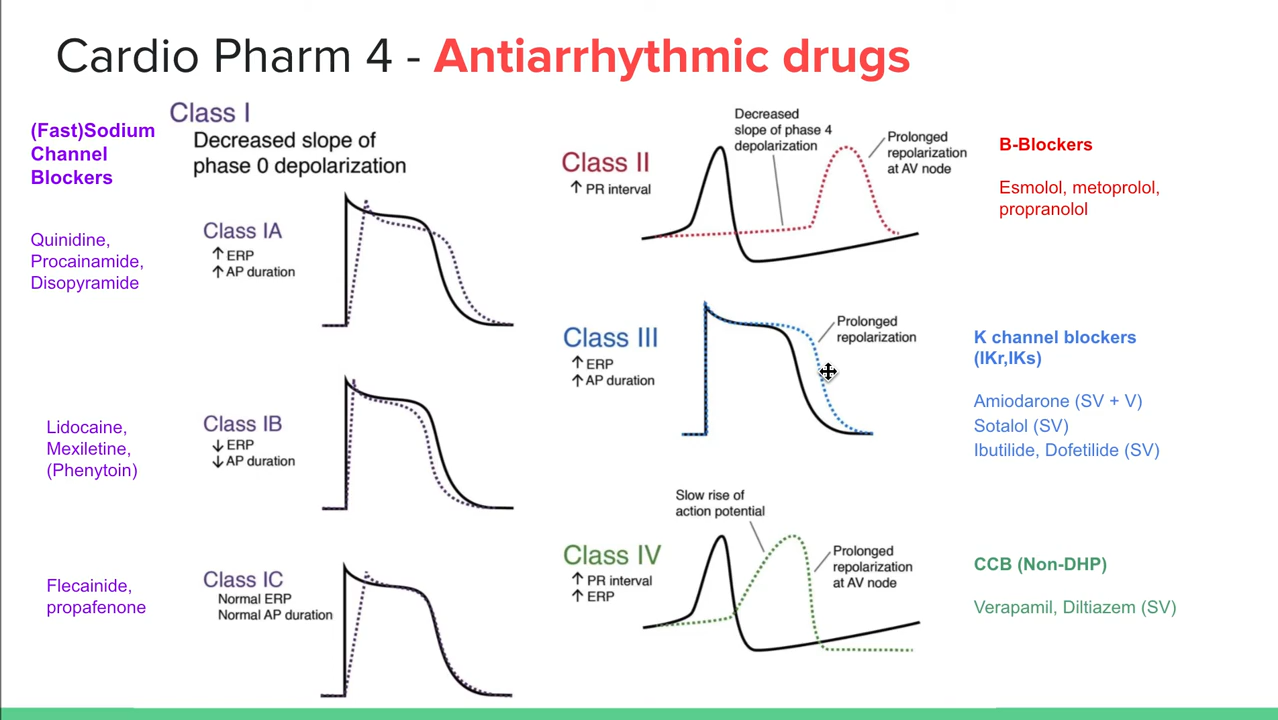 Cardio Pharm 4 - Antiarrhythmic drugs
(Fast)Sodium
Channel
Blockers
Class I
Decreased slope of
phase 0 depolarization
Quinidine,
Procainamide,
Disopyramide
Class IA
↑ ERP
↑ AP duration
Lidocaine,
Mexiletine,
(Phenytoin)
Class IB
↓ ERP
↓ AP duration
Flecainide,
propafenone
Class IC
Normal ERP
Normal AP duration
Class II
↑ PR interval
Decreased
slope of phase 4
depolarization
Prolonged
repolarization
at AV node
B-Blockers
Esmolol, metoprolol,
propranolol
Class III
↑ ERP
↑ AP duration
Prolonged
repolarization
K channel blockers
(IKr,IKs)
Amiodarone (SV + V)
Sotalol (SV)
Ibutilide, Dofetilide (SV)
Slow rise of
action potential
Class IV
↑ PR interval
↑ ERP
Prolonged
repolarization
at AV node
CCB (Non-DHP)
Verapamil, Diltiazem (SV)